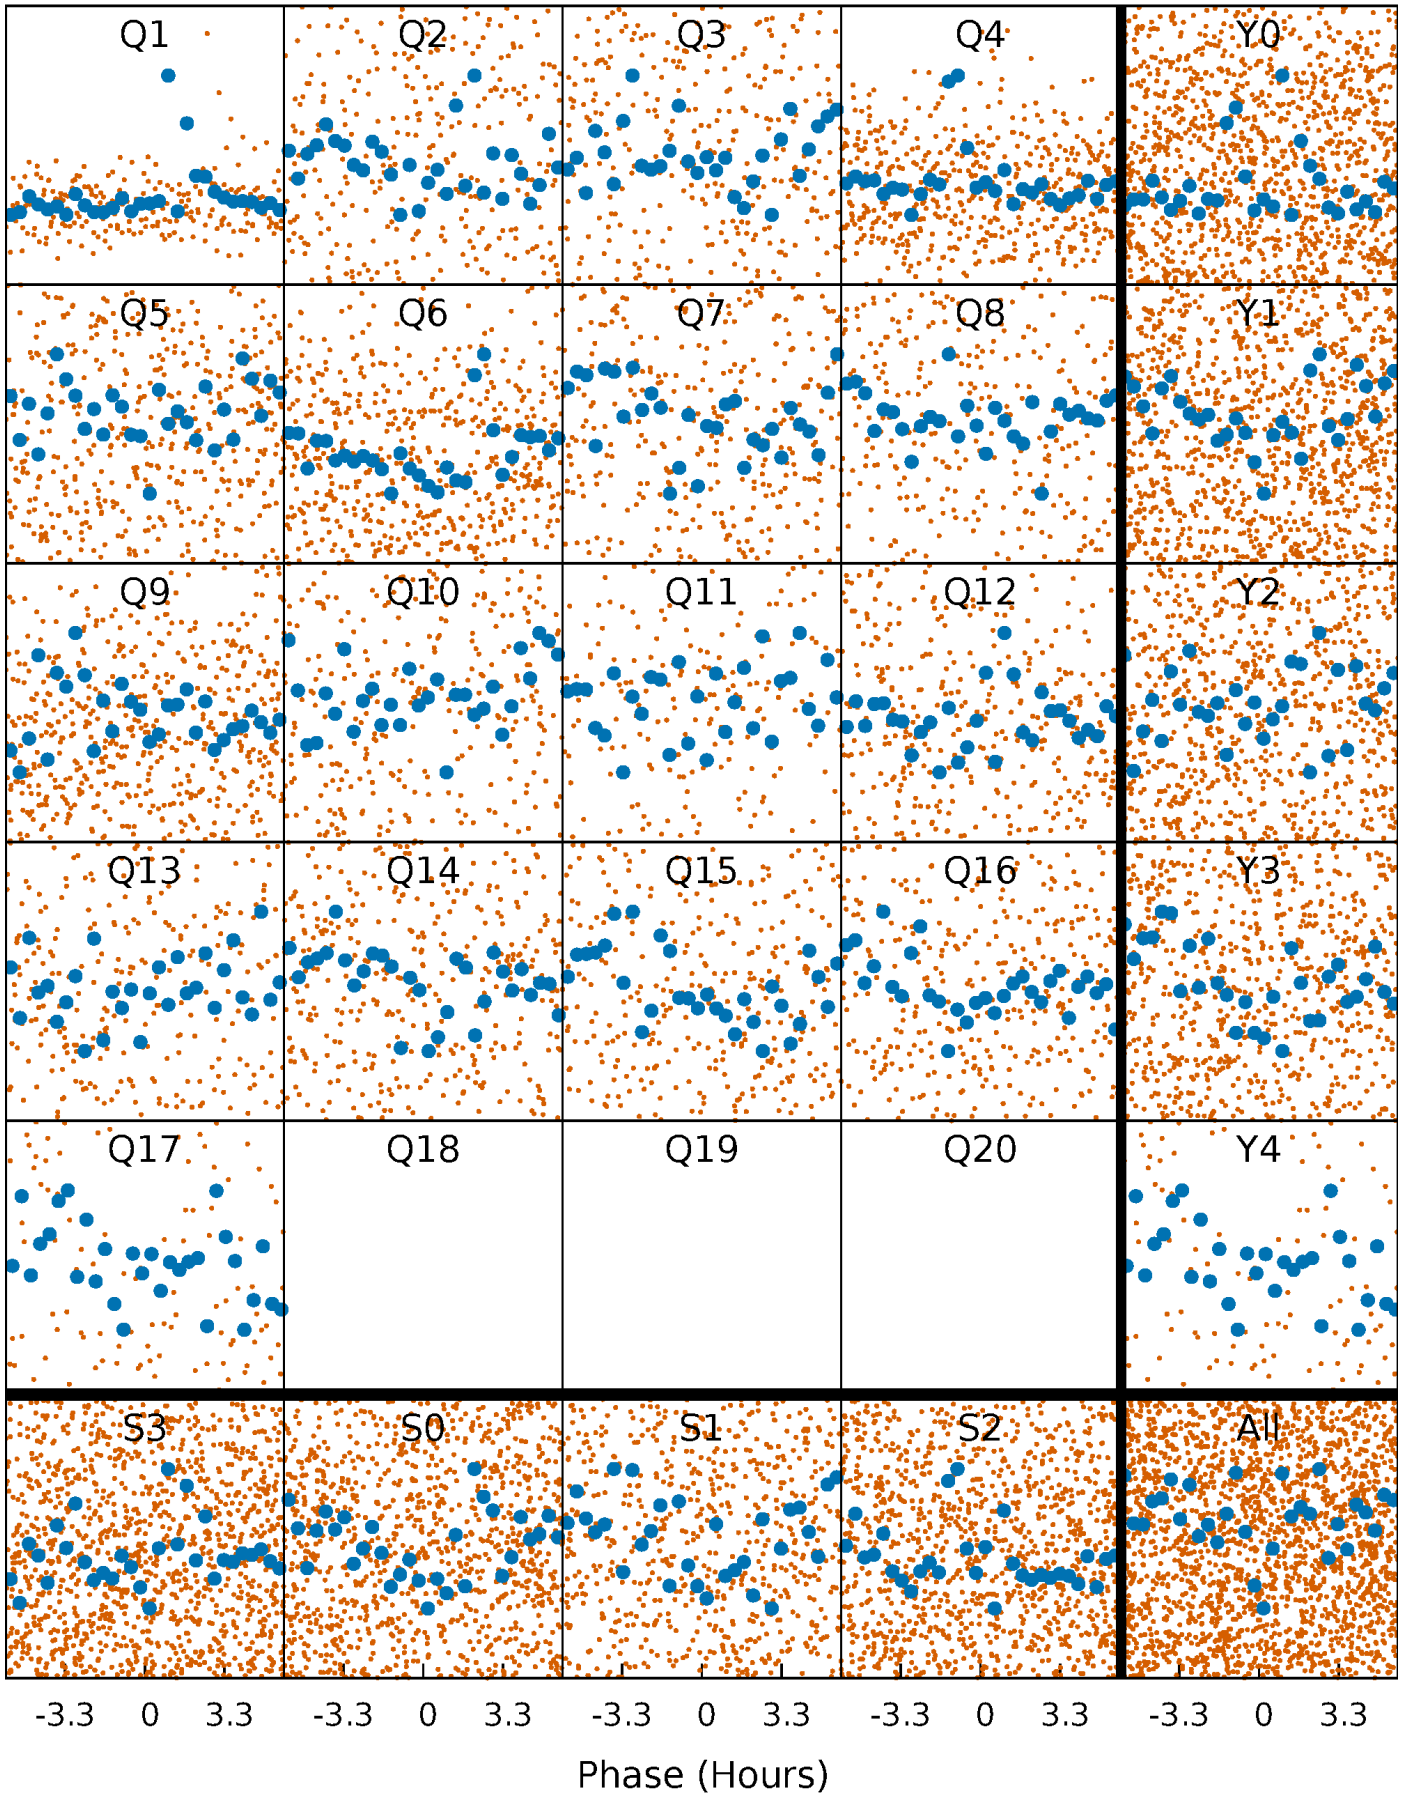 Q1 Q2 Q3 Q4 Y0
Q5 Q6 Q7 Q8 Y1
Q9 Q10 Q11 Q12 Y2
Q13 Q14 Q15 Q16 Y3
Q17 Q18 Q19 Q20 Y4
S3 S0 S1 S2 All
-3.3 0 3.3 -3.3 0 3.3 -3.3 0 3.3 -3.3 0 3.3 -3.3 0 3.3
Phase (Hours)